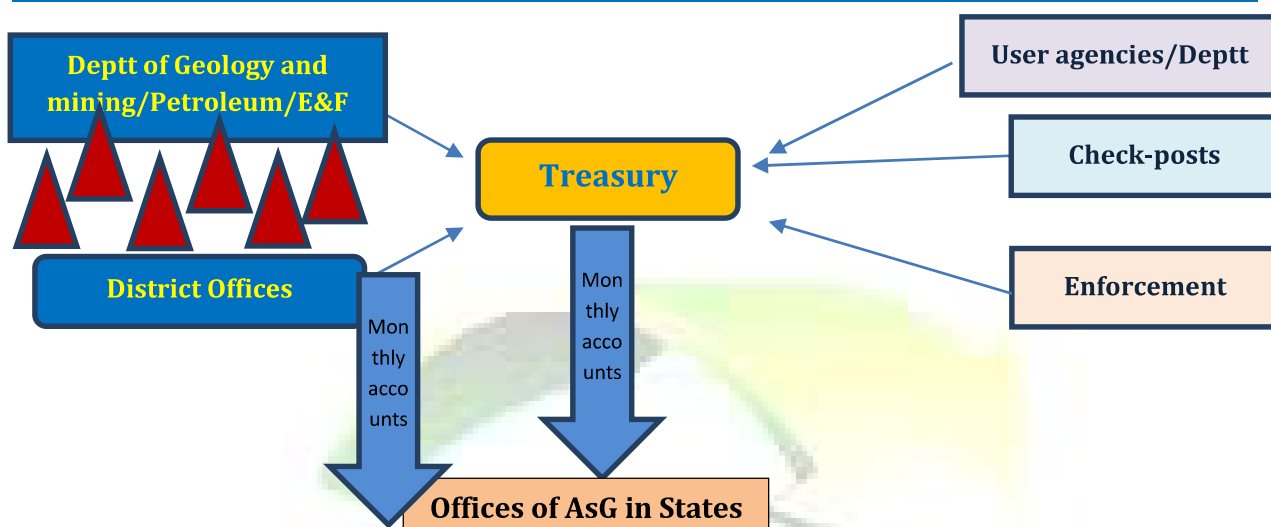 Deptt of Geology and
mining/Petroleum/E&F
User agencies/Deptt
Check-posts
Treasury
District Offices
Enforcement
Mon
thly
acco
unts
Mon
thly
acco
unts
Offices of AsG in States